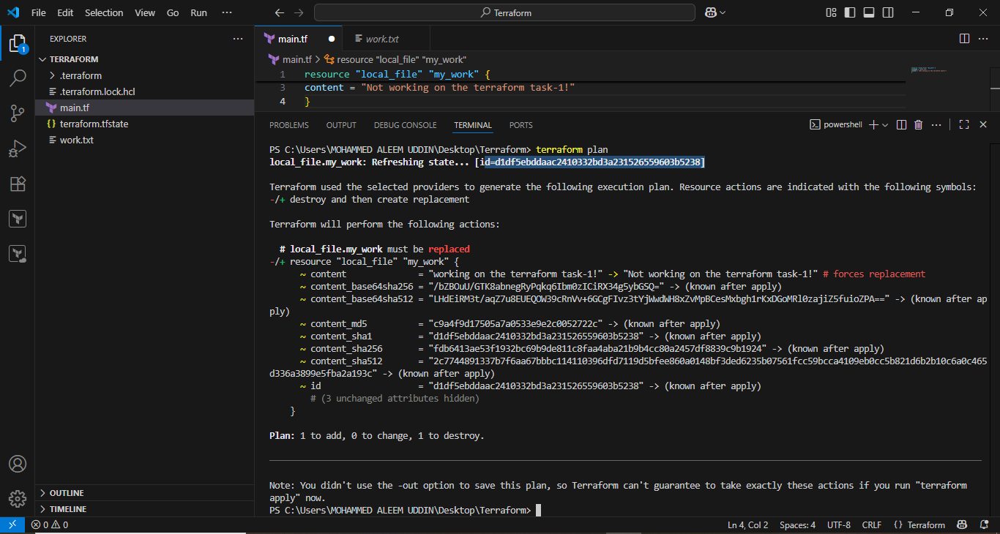 File Edit Selection View Go Run ··· Terraform
EXPLORER ···
TERRAFORM
.terraform
.terraform.lock.hcl
main.tf
terraform.tfstate
work.txt
OUTLINE
TIMELINE
1
main.tf work.txt
main.tf > resource "local_file" "my_work"
1 resource "local_file" "my_work" {
3 content = "Not working on the terraform task-1!"
4 }
PROBLEMS OUTPUT DEBUG CONSOLE TERMINAL PORTS powershell
PS C:\Users\MOHAMMED ALEEM UDDIN\Desktop\Terraform> terraform plan
local_file.my_work: Refreshing state... [id=d1df5ebddaac2410332bd3a231526559603b5238]
Terraform used the selected providers to generate the following execution plan. Resource actions are indicated with the following symbols:
-/+ destroy and then create replacement
Terraform will perform the following actions:
# local_file.my_work must be replaced
-/+ resource "local_file" "my_work" {
~ content = "working on the terraform task-1!" -> "Not working on the terraform task-1!" # forces replacement
~ content_base64sha256 = "/bZBOuU/GTK8abnegRyPqkq6Ibm0zICiRX34g5ybGSQ=" -> (known after apply)
~ content_base64sha512 = "LHdEiRM3t/aqZ7u8EUEQOW39cRnVv+6GCgFIvz3tYjWwdWH8xZvMpBCesMxbgh1rKxDGoMRl0zajiZ5fuioZPA==" -> (known after ap
ply)
~ content_md5 = "c9a4f9d17505a7a0533e9e2c0052722c" -> (known after apply)
~ content_sha1 = "d1df5ebddaac2410332bd3a231526559603b5238" -> (known after apply)
~ content_sha256 = "fdb6413ae53f1932bc69b9de811c8faa4aba21b9b4cc80a2457df8839c9b1924" -> (known after apply)
~ content_sha512 = "2c7744891337b7f6aa67bbbc114110396dfd7119d5bfee860a0148bf3ded6235b07561fcc59bcca4109eb0cc5b821d6b2b10c6a0c465
d336a3899e5fba2a193c" -> (known after apply)
~ id = "d1df5ebddaac2410332bd3a231526559603b5238" -> (known after apply)
# (3 unchanged attributes hidden)
}
Plan: 1 to add, 0 to change, 1 to destroy.
Note: You didn't use the -out option to save this plan, so Terraform can't guarantee to take exactly these actions if you run "terraform
apply" now.
PS C:\Users\MOHAMMED ALEEM UDDIN\Desktop\Terraform>
0 0 Ln 4, Col 2 Spaces: 4 UTF-8 CRLF {} Terraform